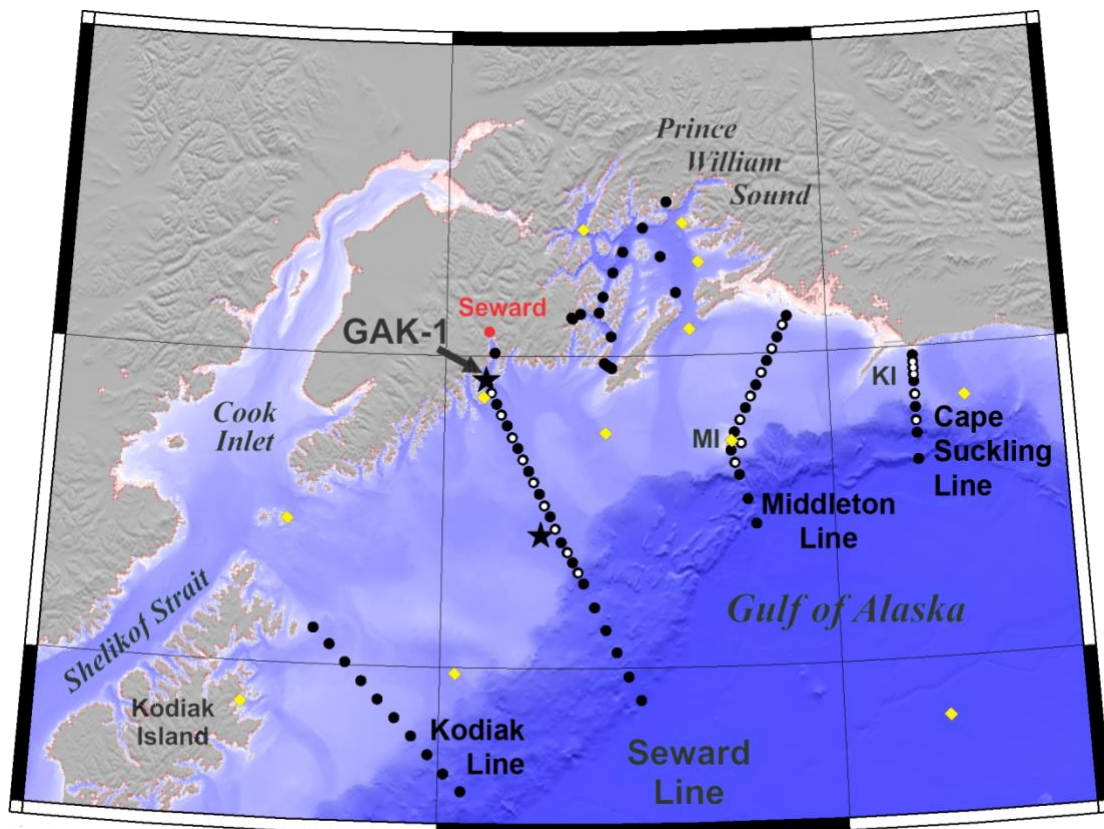 Prince
William
Sound
Seward
GAK-1
KI
Cook
Inlet
MI
Cape
Suckling
Line
Middleton
Line
Shelikof Strait
Gulf of Alaska
Kodiak
Island
Kodiak
Line
Seward
Line